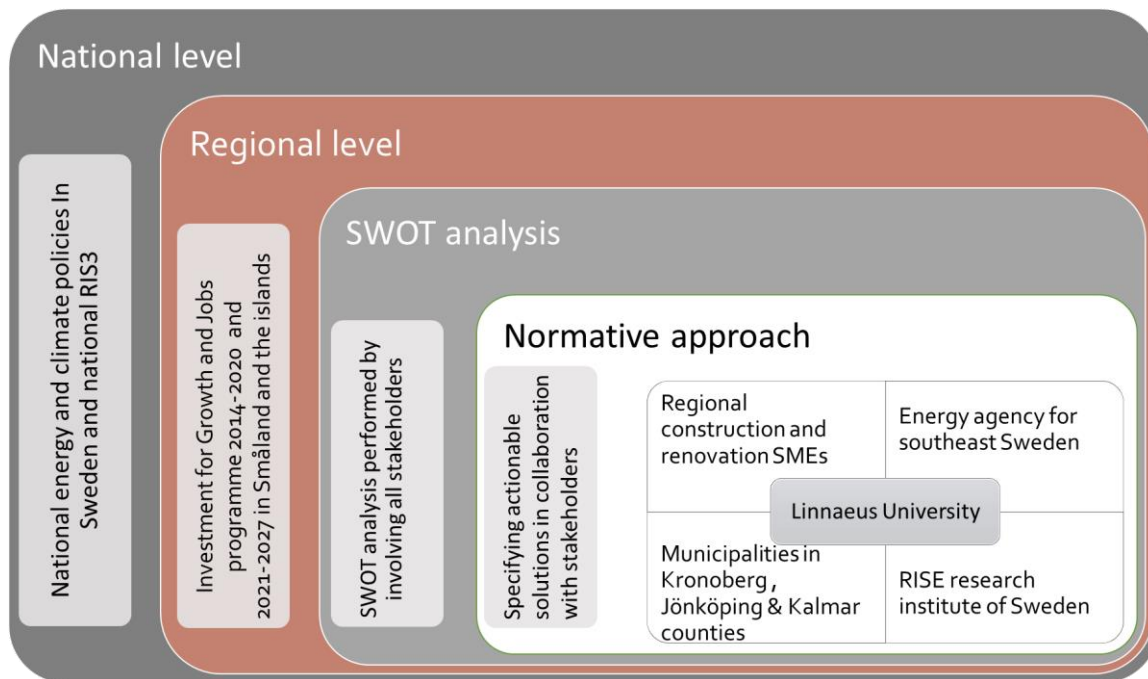 National level
National energy and climate policies In
Sweden and national RIS3
Regional level
Investment for Growth and Jobs
programme 2014-2020 and
2021-2027 in Småland and the islands
SWOT analysis
SWOT analysis performed by
involving all stakeholders
Normative approach
Specifying actionable
solutions in collaboration
with stakeholders
Regional
construction and
renovation SMEs
Energy agency for
southeast Sweden
Linnaeus University
Municipalities in
Kronoberg ,
Jönköping & Kalmar
counties
RISE research
institute of Sweden